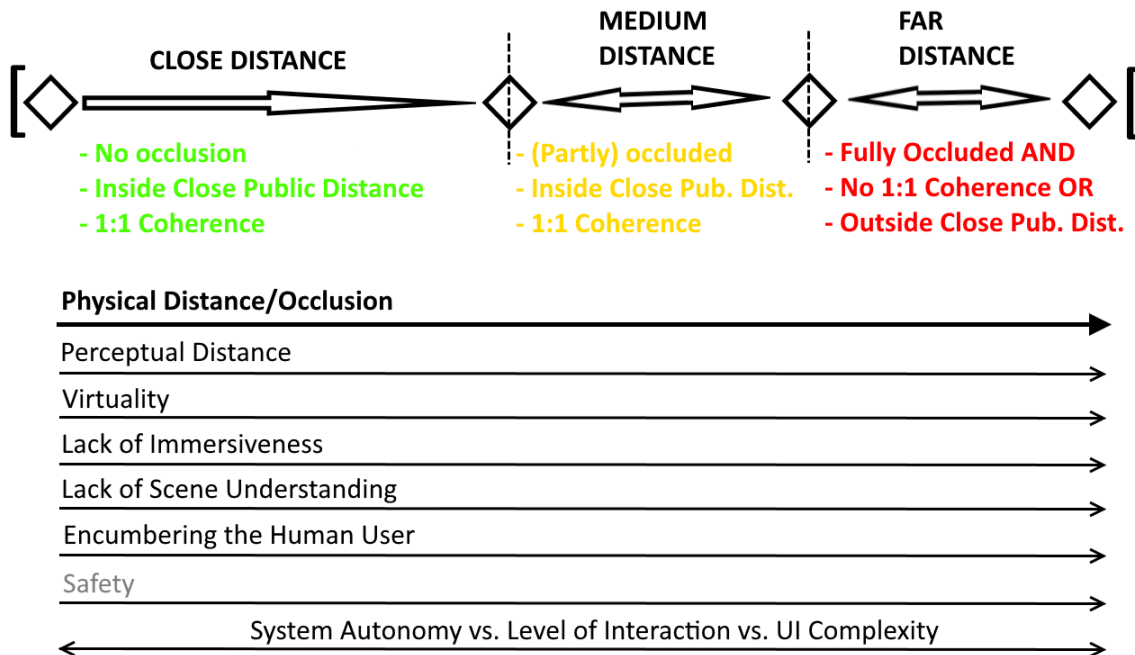 CLOSE DISTANCE
MEDIUM
DISTANCE
FAR
DISTANCE
- No occlusion
- Inside Close Public Distance
- 1:1 Coherence
- (Partly) occluded
- Inside Close Pub. Dist.
- 1:1 Coherence
- Fully Occluded AND
- No 1:1 Coherence OR
- Outside Close Pub. Dist.
Physical Distance/Occlusion
Perceptual Distance
Virtuality
Lack of Immersiveness
Lack of Scene Understanding
Encumbering the Human User
Safety
System Autonomy vs. Level of Interaction vs. UI Complexity